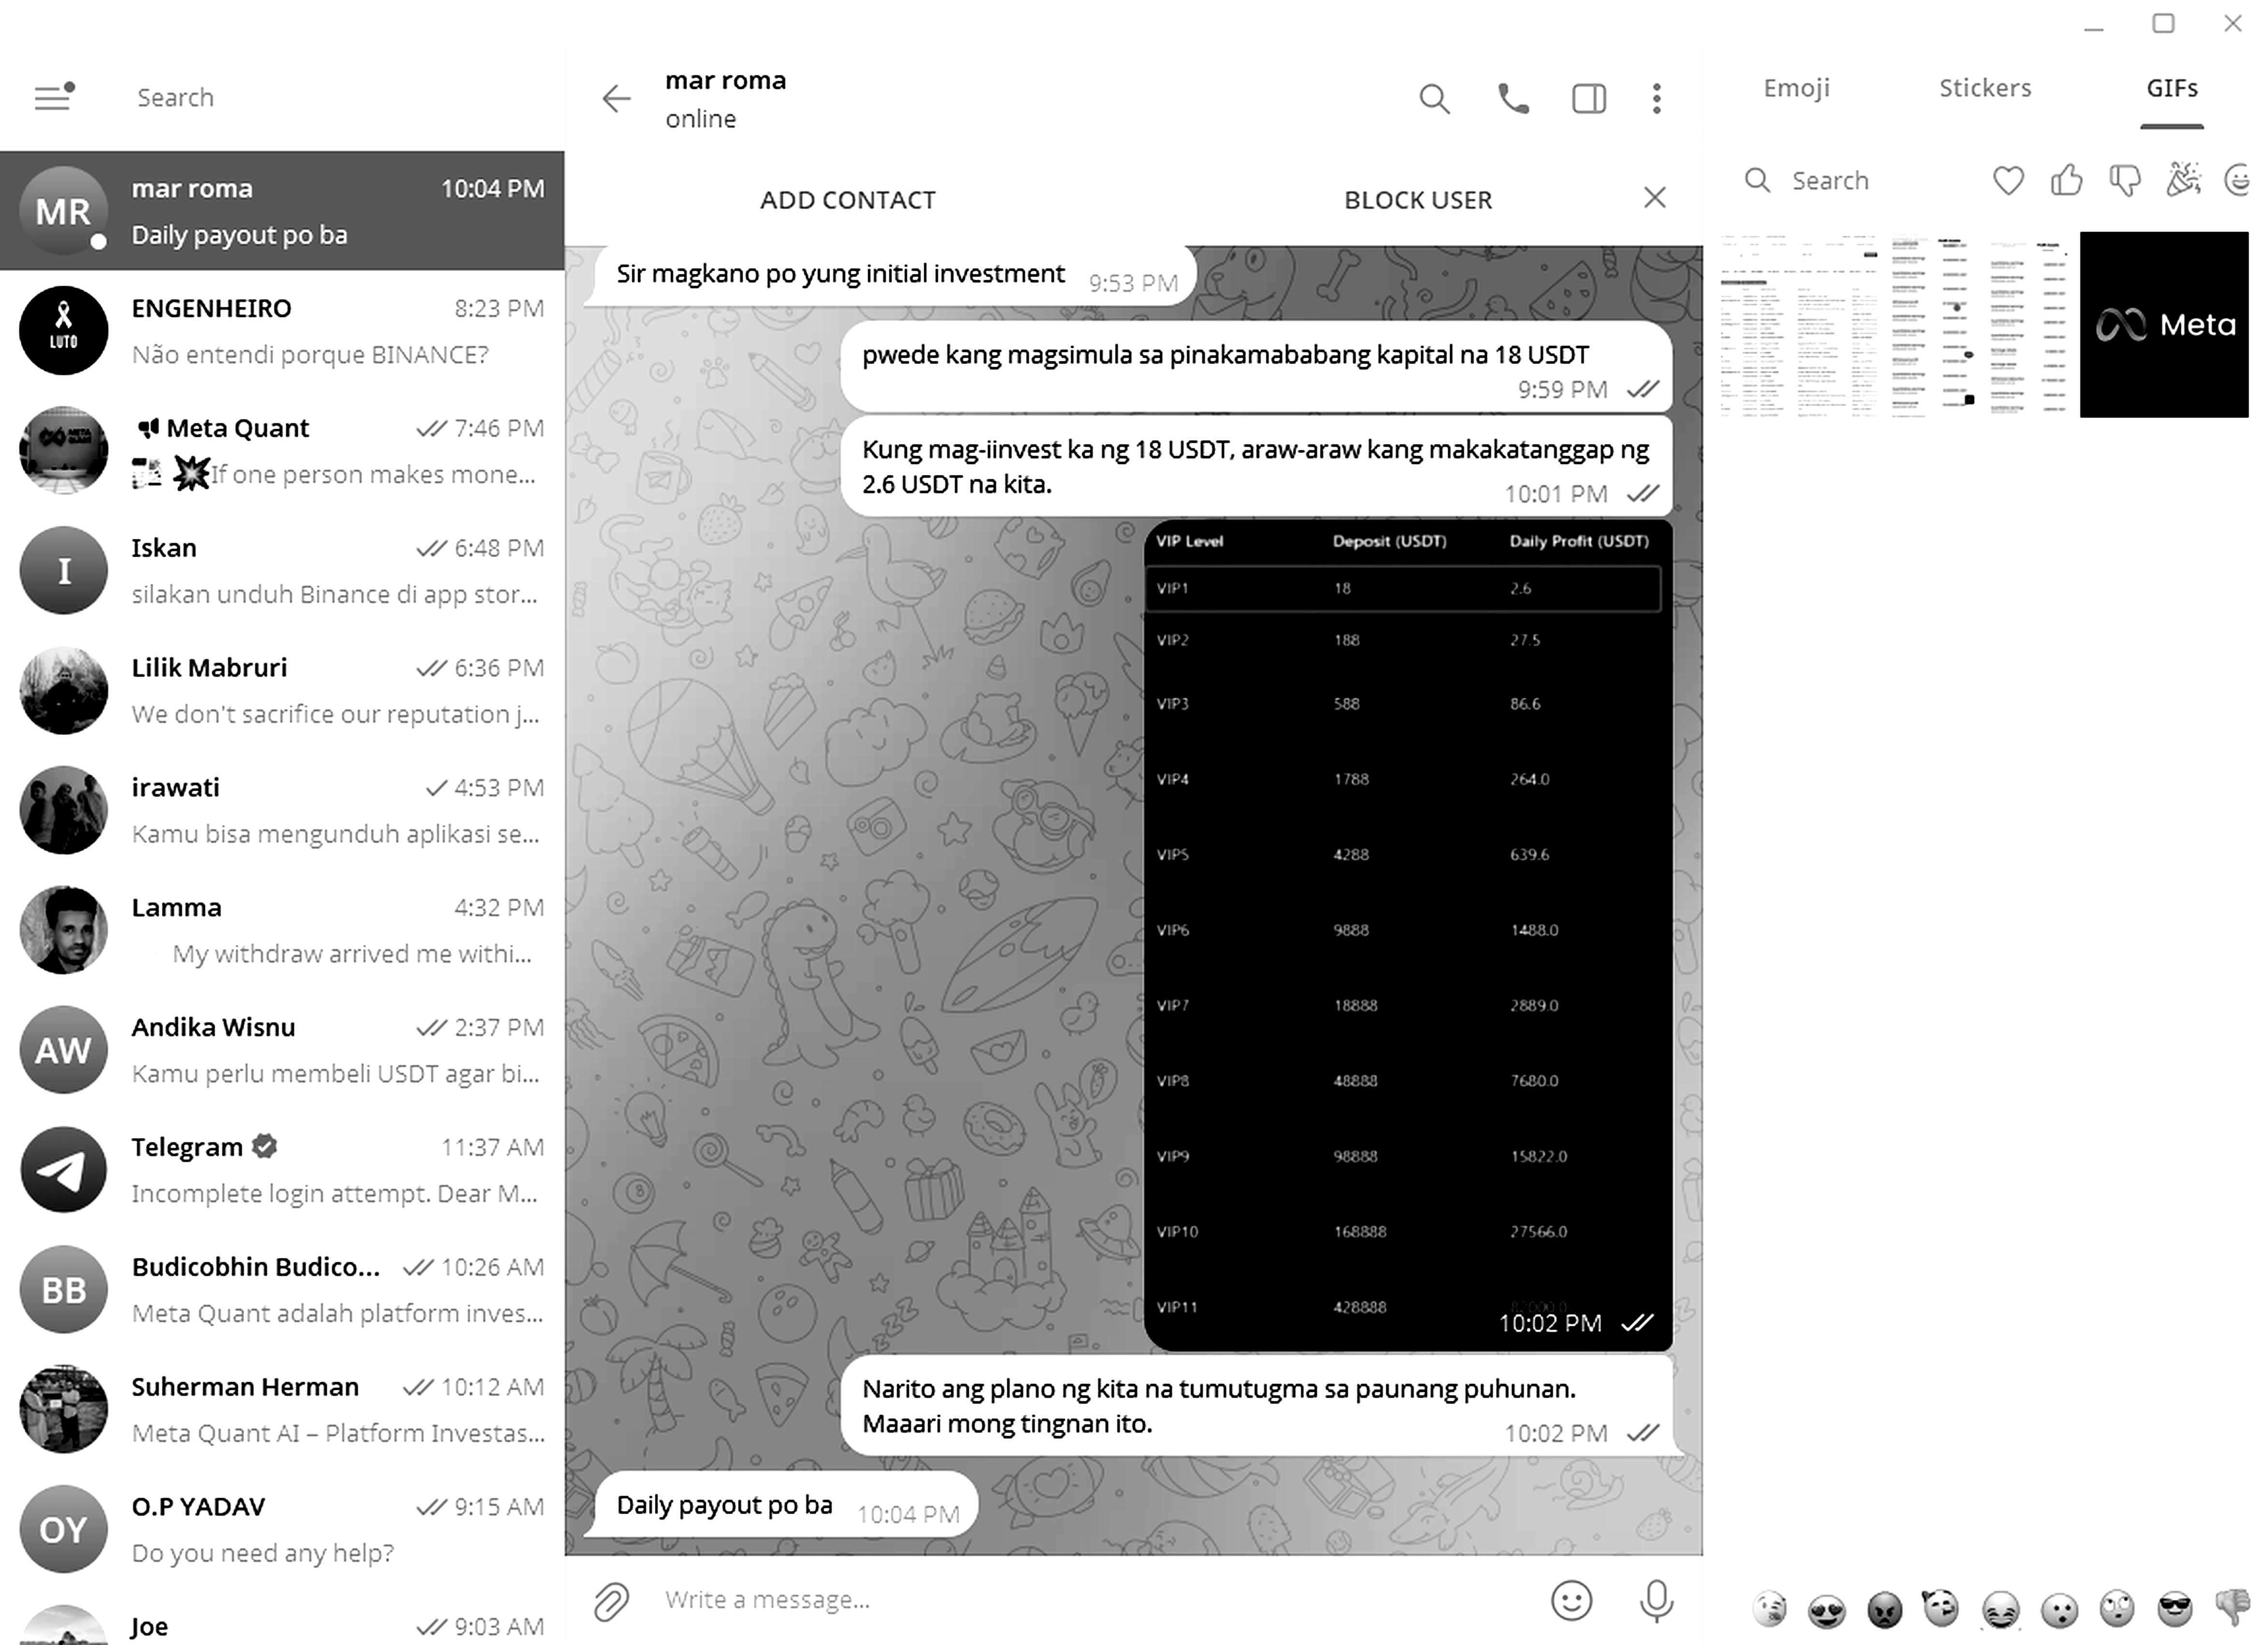 Search
mar roma 10:04 PM
Daily payout po ba
LUTO
ENGENHEIRO 8:23 PM
Não entendi porque BINANCE?
Meta Quant 7:46 PM
If one person makes mone...
I
Iskan 6:48 PM
silakan unduh Binance di app stor...
Lilik Mabruri 6:36 PM
We don't sacrifice our reputation j...
irawati 4:53 PM
Kamu bisa mengunduh aplikasi se...
Lamma 4:32 PM
My withdraw arrived me withi...
AW
Andika Wisnu 2:37 PM
Kamu perlu membeli USDT agar bi...
Telegram 11:37 AM
Incomplete login attempt. Dear M...
BB
Budicobhin Budico... 10:26 AM
Meta Quant adalah platform inves...
Suherman Herman 10:12 AM
Meta Quant AI – Platform Investas...
OY
O.P YADAV 9:15 AM
Do you need any help?
Joe 9:03 AM
MR
mar roma
online
ADD CONTACT BLOCK USER
Sir magkano po yung initial investment 9:53 PM
pwede kang magsimula sa pinakamababang kapital na 18 USDT
9:59 PM
Kung mag-iinvest ka ng 18 USDT, araw-araw kang makakatanggap ng
2.6 USDT na kita. 10:01 PM
VIP Level Deposit (USDT) Daily Profit (USDT)
VIP1 18 2.6
VIP2 188 27.5
VIP3 588 86.6
VIP4 1788 264.0
VIP5 4288 639.6
VIP6 9888 1488.0
VIP7 18888 2889.0
VIP8 48888 7680.0
VIP9 98888 15822.0
VIP10 168888 27566.0
VIP11 428888
10:02 PM
Narito ang plano ng kita na tumutugma sa paunang puhunan.
Maaari mong tingnan ito. 10:02 PM
Daily payout po ba 10:04 PM
Write a message...
Emoji Stickers GIFs
Search
Meta